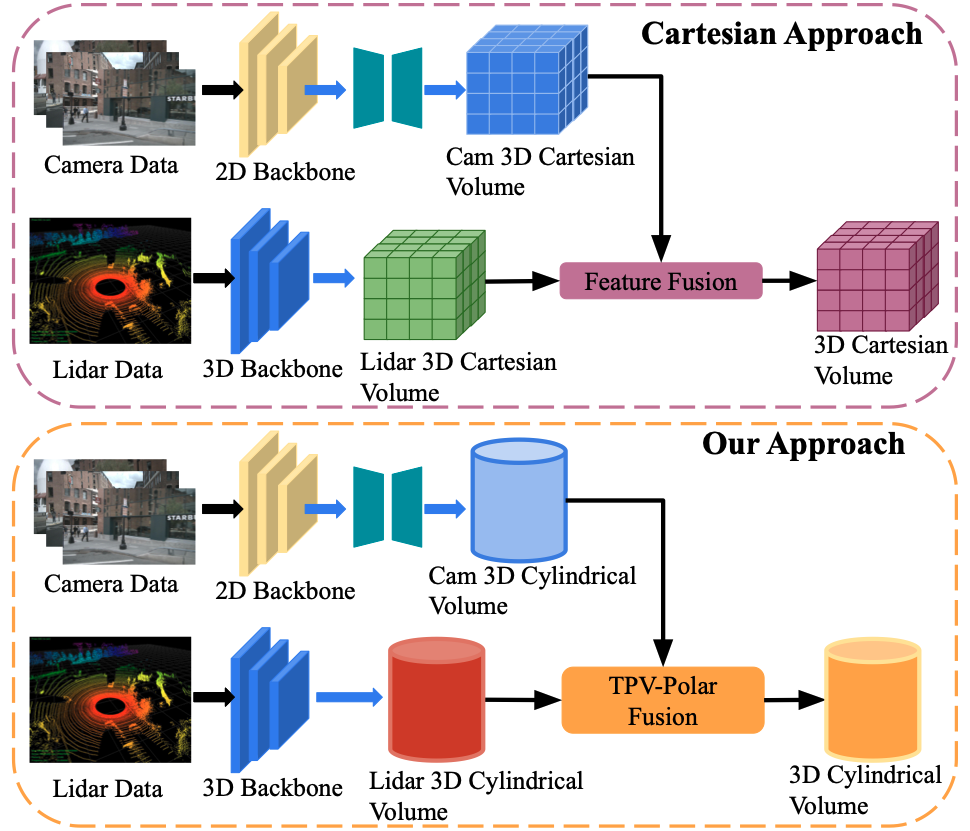 Cartesian Approach
STARBU
Camera Data
2D Backbone
Cam 3D Cartesian
Volume
Feature Fusion
Lidar Data
3D Backbone
Lidar 3D Cartesian
Volume
3D Cartesian
Volume
Our Approach
STARBU
Camera Data
2D Backbone
Cam 3D Cylindrical
Volume
TPV-Polar
Fusion
Lidar Data
3D Backbone
Lidar 3D Cylindrical
Volume
3D Cylindrical
Volume